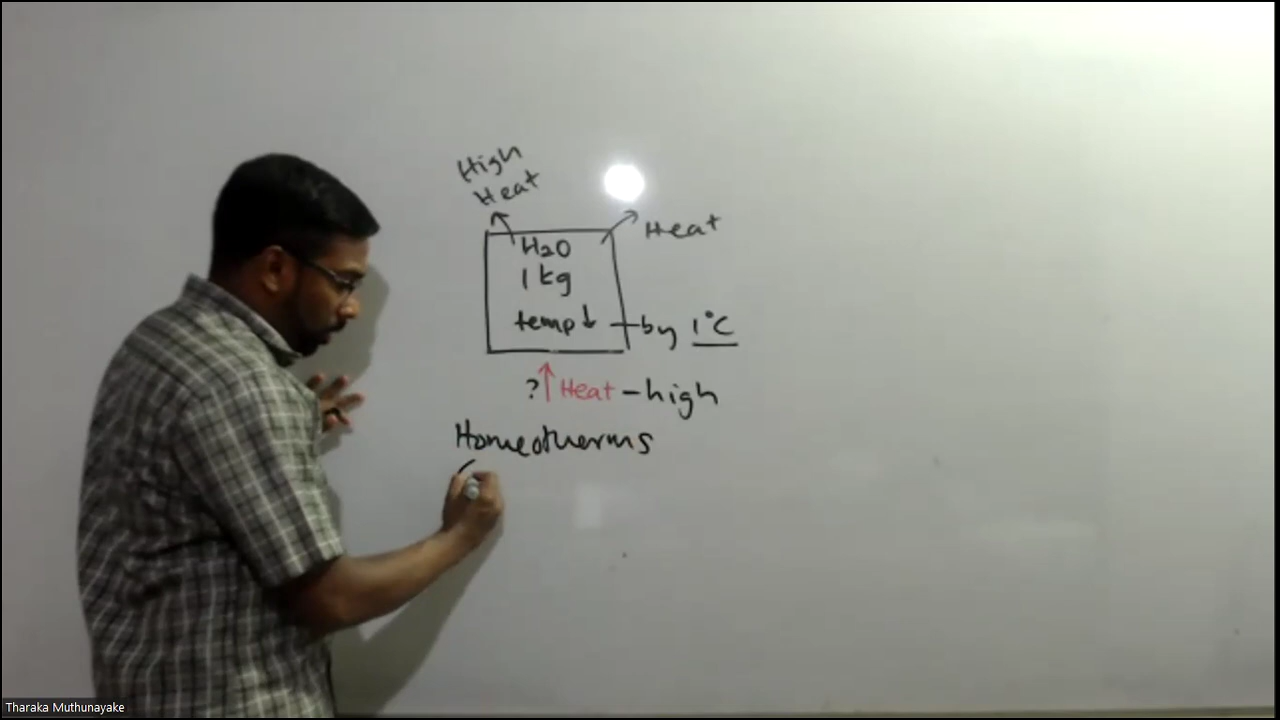 High
Heat
Heat
H2O
1 kg
temp↓ by 1°C
? ↑ Heat - high
Homeotherms
Tharaka Muthunayake